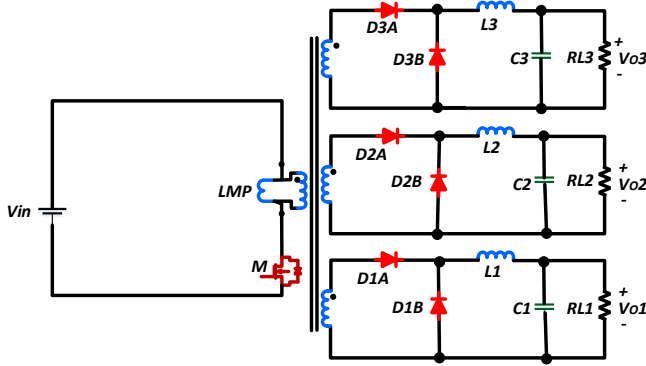 D3A
L3
D3B
C3
RL3
+
Vo3
-
D2A
L2
D2B
C2
RL2
+
Vo2
-
LMP
Vin
M
D1A
L1
D1B
C1
RL1
+
Vo1
-